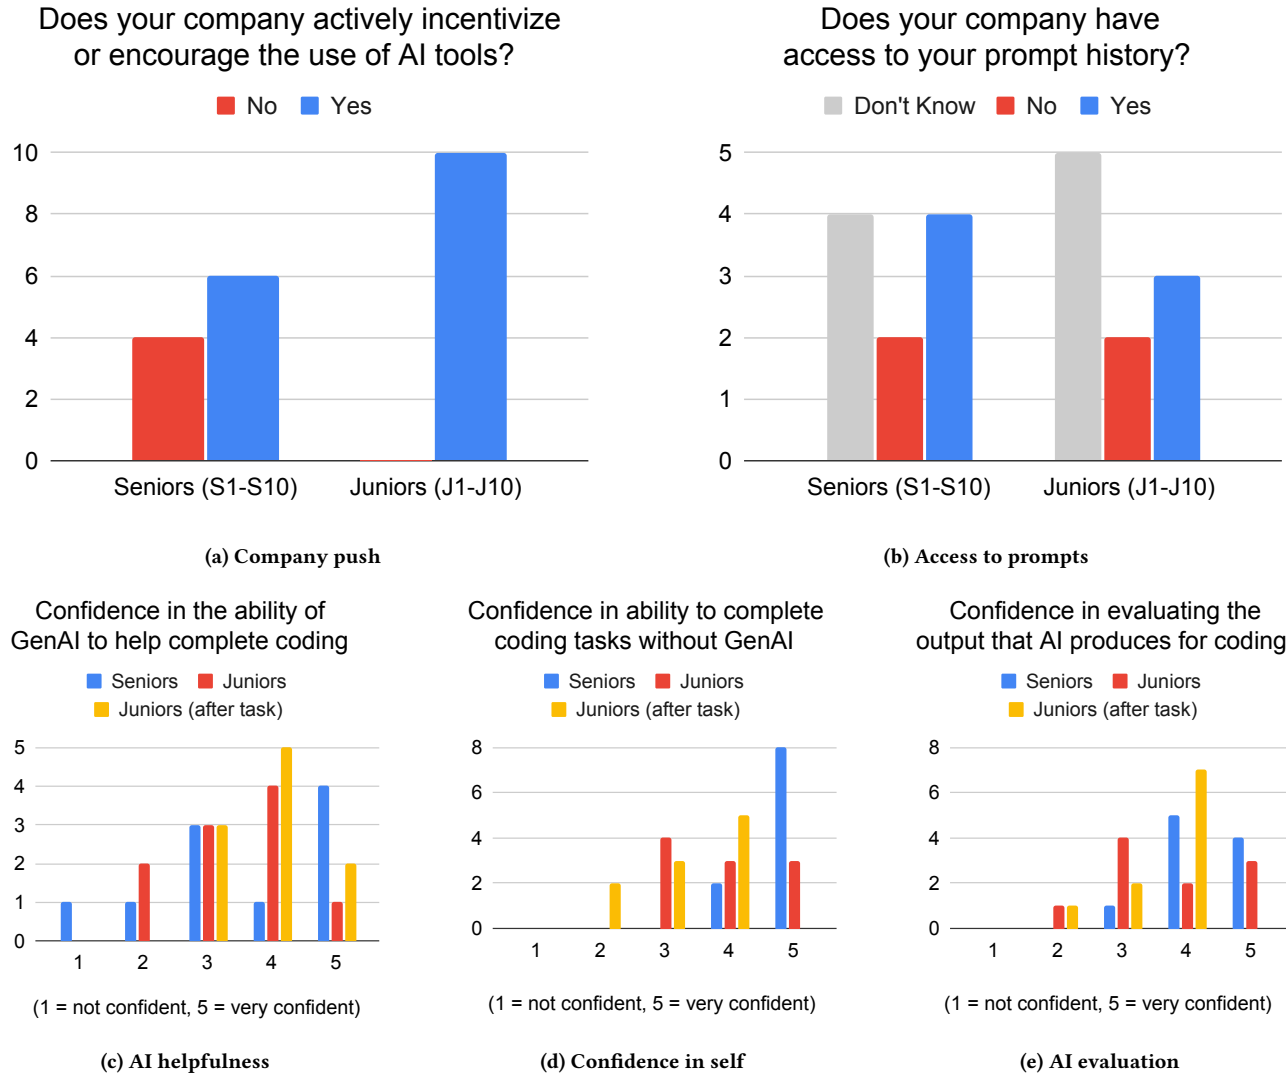 Does your company actively incentivize
or encourage the use of AI tools?
No Yes
10
8
6
4
2
0
Seniors (S1-S10) Juniors (J1-J10)
(a) Company push
Does your company have
access to your prompt history?
Don't Know No Yes
5
4
3
2
1
0
Seniors (S1-S10) Juniors (J1-J10)
(b) Access to prompts
Confidence in the ability of
GenAI to help complete coding
Seniors Juniors
Juniors (after task)
5
4
3
2
1
0
1 2 3 4 5
(1 = not confident, 5 = very confident)
(c) AI helpfulness
Confidence in ability to complete
coding tasks without GenAI
Seniors Juniors
Juniors (after task)
8
6
4
2
0
1 2 3 4 5
(1 = not confident, 5 = very confident)
(d) Confidence in self
Confidence in evaluating the
output that AI produces for coding
Seniors Juniors
Juniors (after task)
8
6
4
2
0
1 2 3 4 5
(1 = not confident, 5 = very confident)
(e) AI evaluation